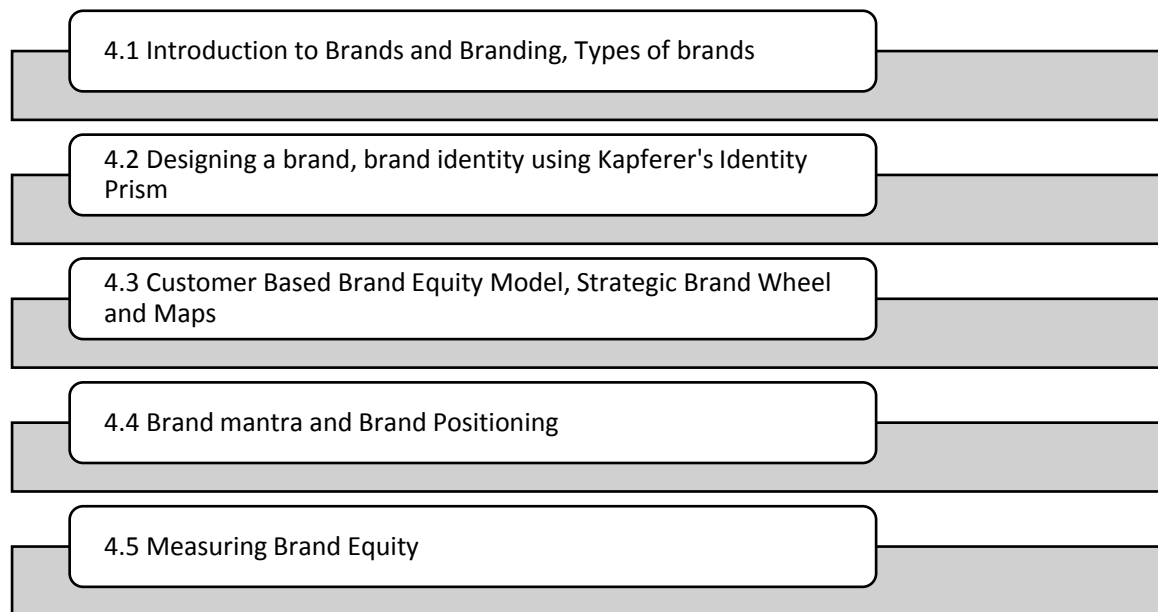 4.1 Introduction to Brands and Branding, Types of brands
4.2 Designing a brand, brand identity using Kapferer's Identity
Prism
4.3 Customer Based Brand Equity Model, Strategic Brand Wheel
and Maps
4.4 Brand mantra and Brand Positioning
4.5 Measuring Brand Equity